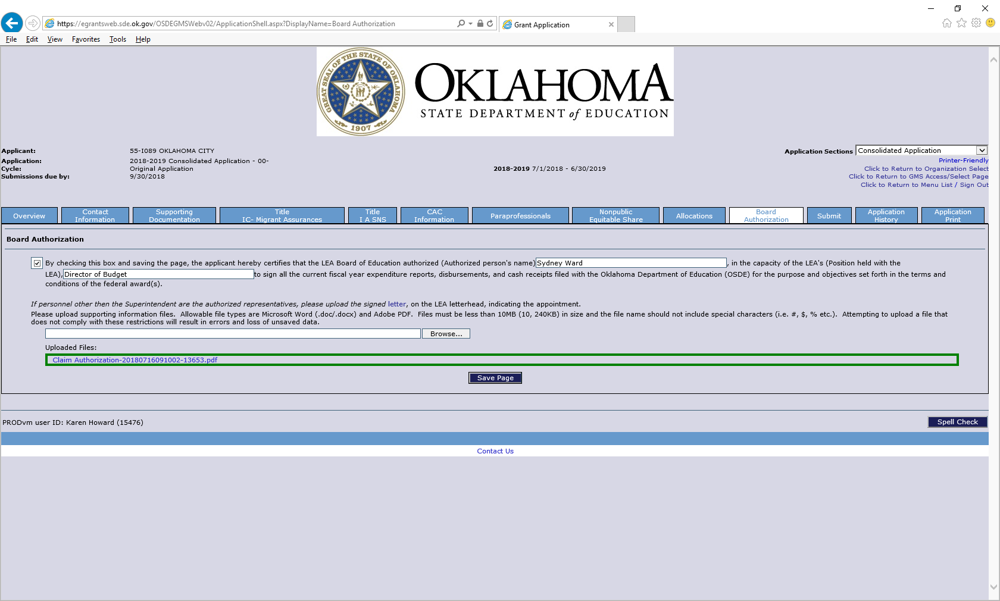 https://egrantsweb.sde.ok.gov/OSDEGMSWebv02/ApplicationShell.aspx?DisplayName=Board Authorization
Grant Application
File Edit View Favorites Tools Help
GREAT SEAL OF THE STATE OF OKLAHOMA
1907
OKLAHOMA
STATE DEPARTMENT of EDUCATION
Applicant: 55-I089 OKLAHOMA CITY
Application Sections Consolidated Application
Application: 2018-2019 Consolidated Application - 00-
Printer-Friendly
Cycle: Original Application 2018-2019 7/1/2018 - 6/30/2019 Click to Return to Organization Select
Submissions due by: 9/30/2018 Click to Return to GMS Access/Select Page
Click to Return to Menu List / Sign Out
Overview
Contact
Information
Supporting
Documentation
Title
IC- Migrant Assurances
Title
I A SNS
CAC
Information
Paraprofessionals
Nonpublic
Equitable Share
Allocations
Board
Authorization
Submit
Application
History
Application
Print
Board Authorization
By checking this box and saving the page, the applicant hereby certifies that the LEA Board of Education authorized (Authorized person's name) Sydney Ward , in the capacity of the LEA's (Position held with the
LEA), Director of Budget to sign all the current fiscal year expenditure reports, disbursements, and cash receipts filed with the Oklahoma Department of Education (OSDE) for the purpose and objectives set forth in the terms and
conditions of the federal award(s).
If personnel other then the Superintendent are the authorized representatives, please upload the signed letter, on the LEA letterhead, indicating the appointment.
Please upload supporting information files. Allowable file types are Microsoft Word (.doc/.docx) and Adobe PDF. Files must be less than 10MB (10, 240KB) in size and the file name should not include special characters (i.e. #, $, % etc.). Attempting to upload a file that
does not comply with these restrictions will result in errors and loss of unsaved data.
Browse...
Uploaded Files:
Claim Authorization-20180716091002-13653.pdf
Save Page
PRODvm user ID: Karen Howard (15476)
Spell Check
Contact Us